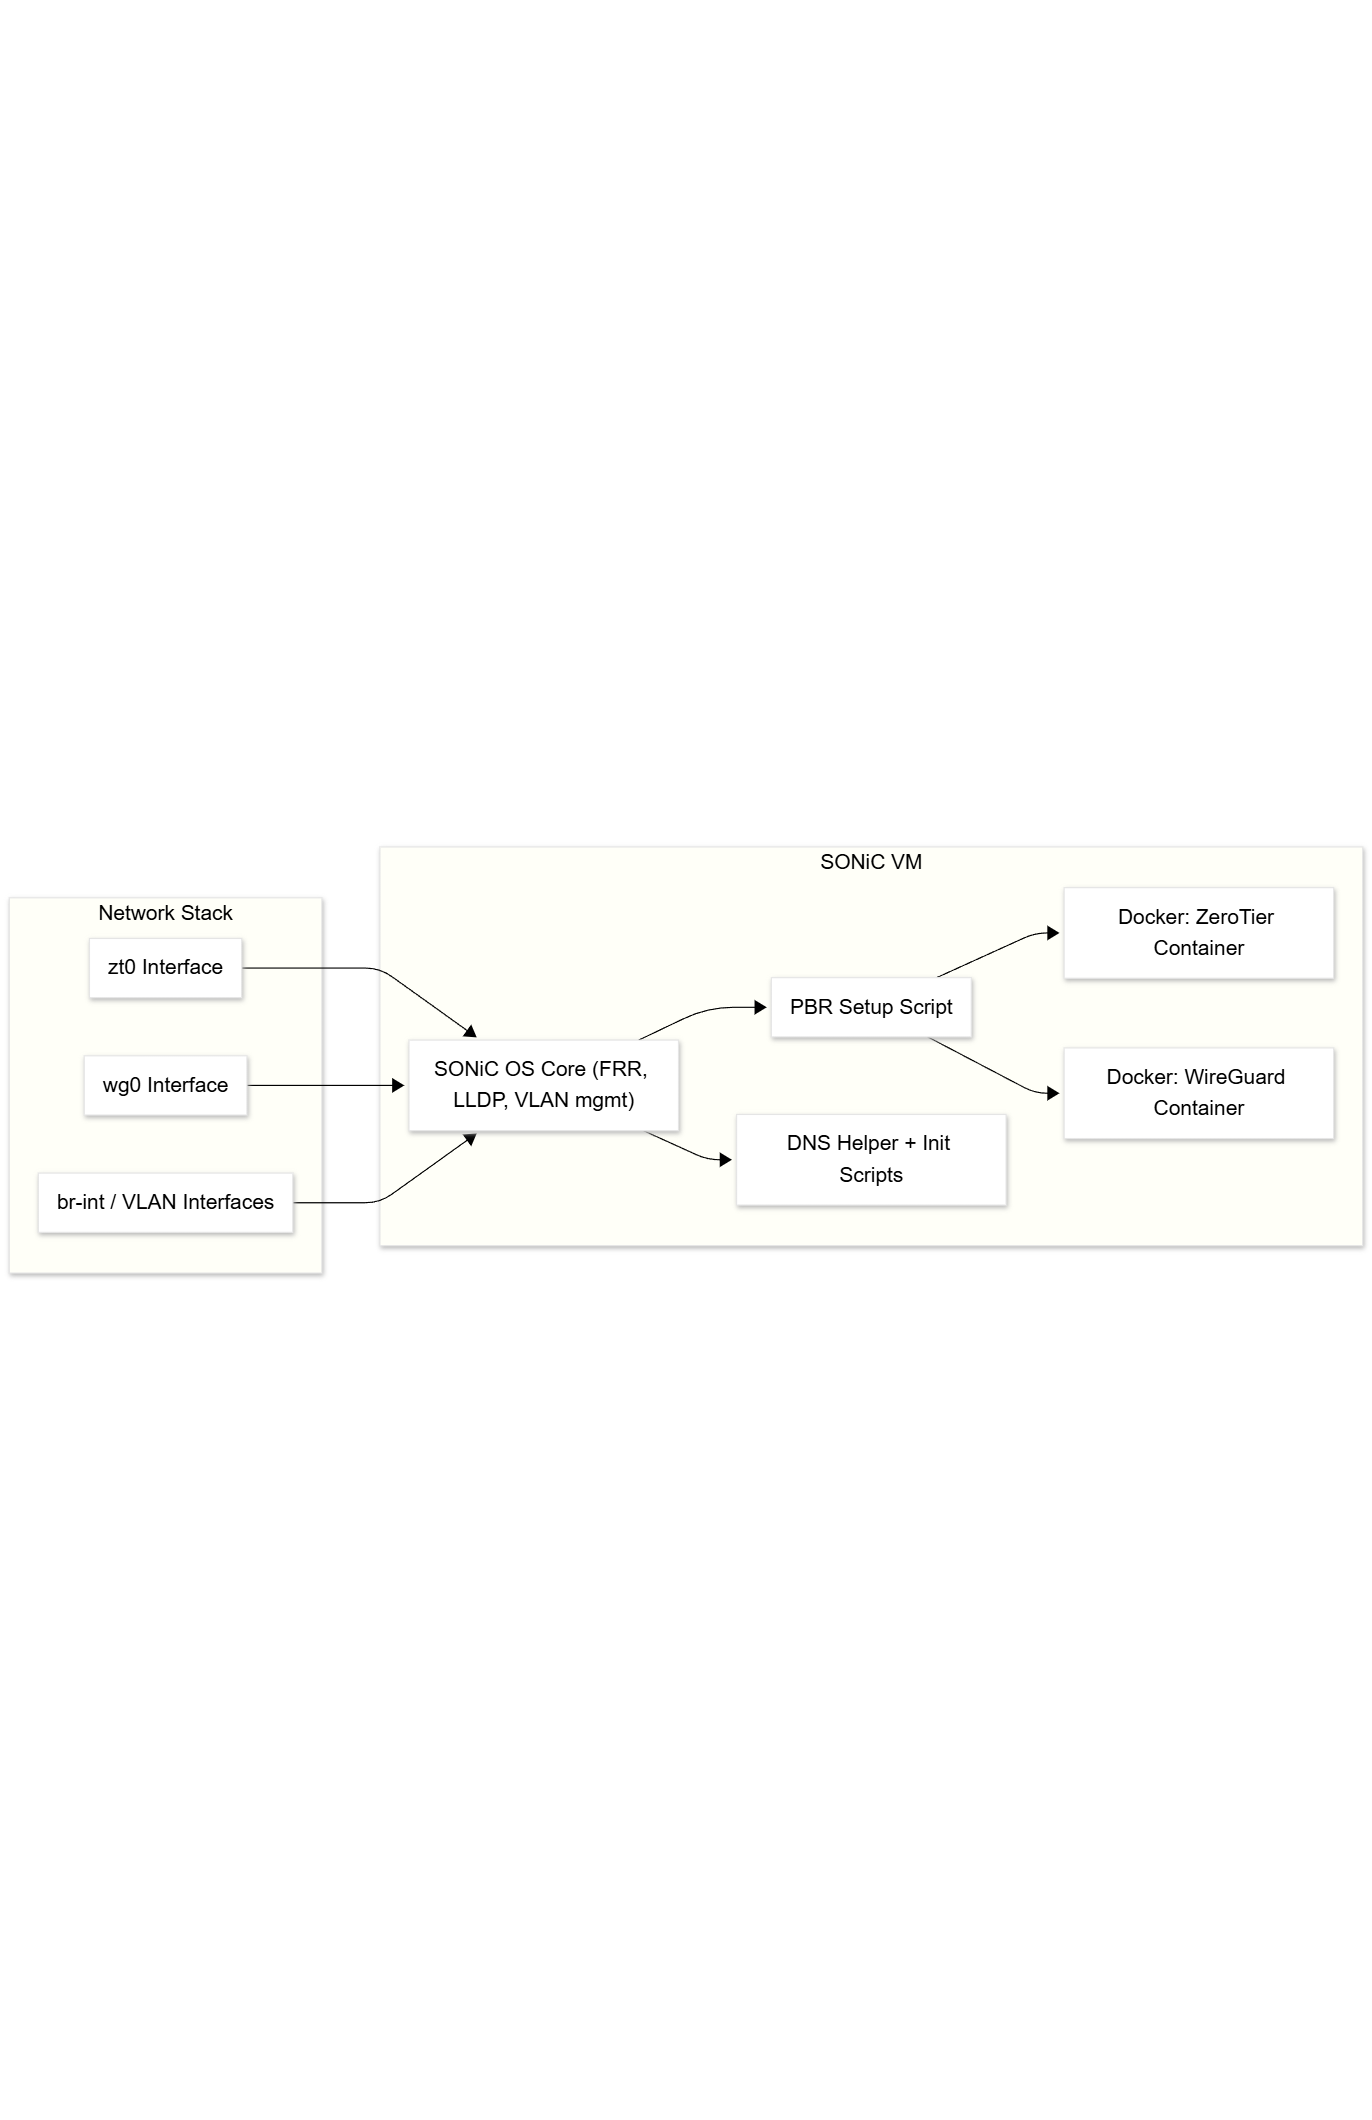 Network Stack
zt0 Interface
wg0 Interface
br-int / VLAN Interfaces
SONiC VM
SONiC OS Core (FRR,
LLDP, VLAN mgmt)
PBR Setup Script
DNS Helper + Init
Scripts
Docker: ZeroTier
Container
Docker: WireGuard
Container